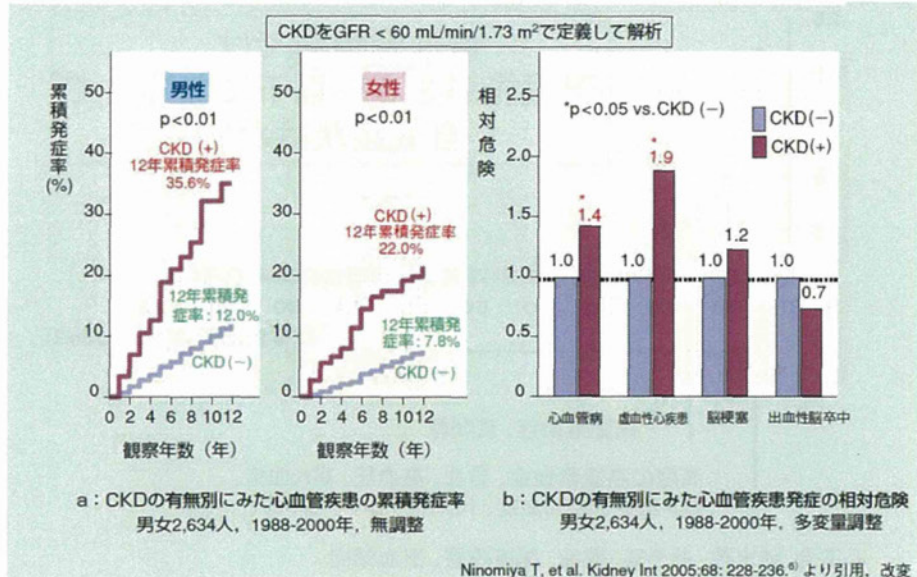 CKDをGFR < 60 mL/min/1.73 m²で定義して解析
累積発症率(%)
男性
p<0.01
CKD (+)
12年累積発症率
35.6%
12年累積発
症率:12.0%
CKD(−)
50
40
30
20
10
0
0 2 4 6 8 1012
観察年数(年)
女性
p<0.01
CKD(+)
12年累積発症率
22.0%
12年累積発
症率:7.8%
CKD(−)
50
40
30
20
10
0
0 2 4 6 8 1012
観察年数(年)
a:CKDの有無別にみた心血管疾患の累積発症率
男女2,634人,1988-2000年,無調整
相対危険
*p<0.05 vs.CKD (−)
CKD(−)
CKD(+)
2.5
2.0
1.5
1.0
0.5
0
1.0
*
1.4
1.0
*
1.9
1.0
1.2
1.0
0.7
心血管病
虚血性心疾患
脳梗塞
出血性脳卒中
b:CKDの有無別にみた心血管疾患発症の相対危険
男女2,634人,1988-2000年,多変量調整
Ninomiya T, et al. Kidney Int 2005;68: 228-236.⁶⁾ より引用,改変